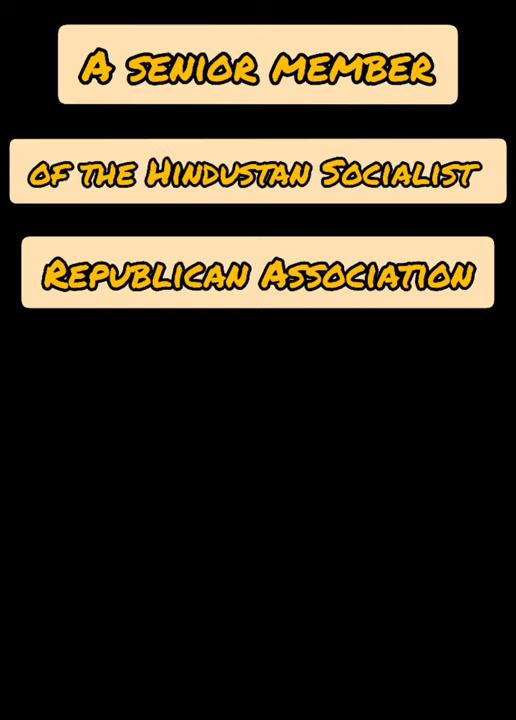 A senior member
of the Hindustan Socialist
Republican Association